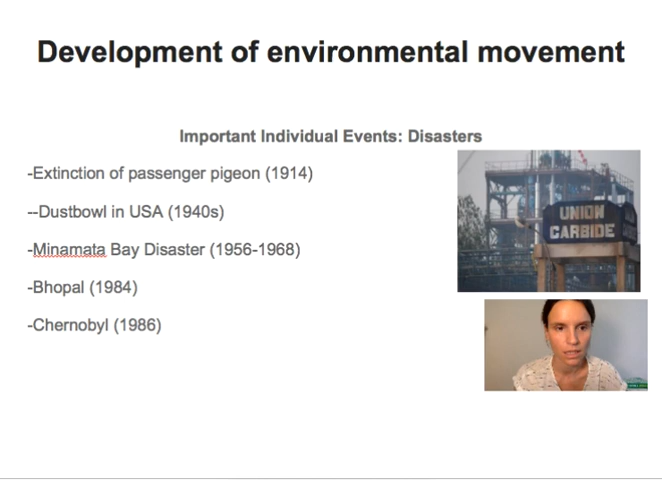 Development of environmental movement
Important Individual Events: Disasters
-Extinction of passenger pigeon (1914)
--Dustbowl in USA (1940s)
-Minamata Bay Disaster (1956-1968)
-Bhopal (1984)
-Chernobyl (1986)
UNION
CARBIDE